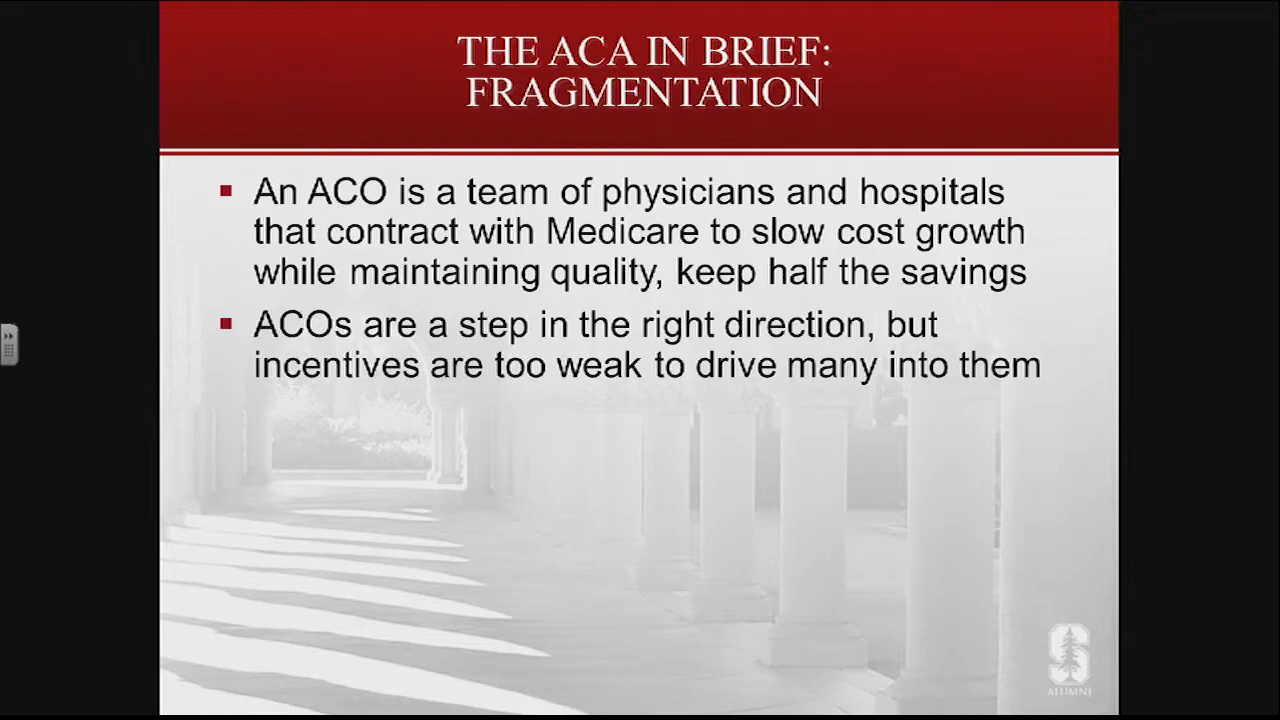 THE ACA IN BRIEF:
FRAGMENTATION
An ACO is a team of physicians and hospitals
that contract with Medicare to slow cost growth
while maintaining quality, keep half the savings
ACOs are a step in the right direction, but
incentives are too weak to drive many into them
S
ALUMNI